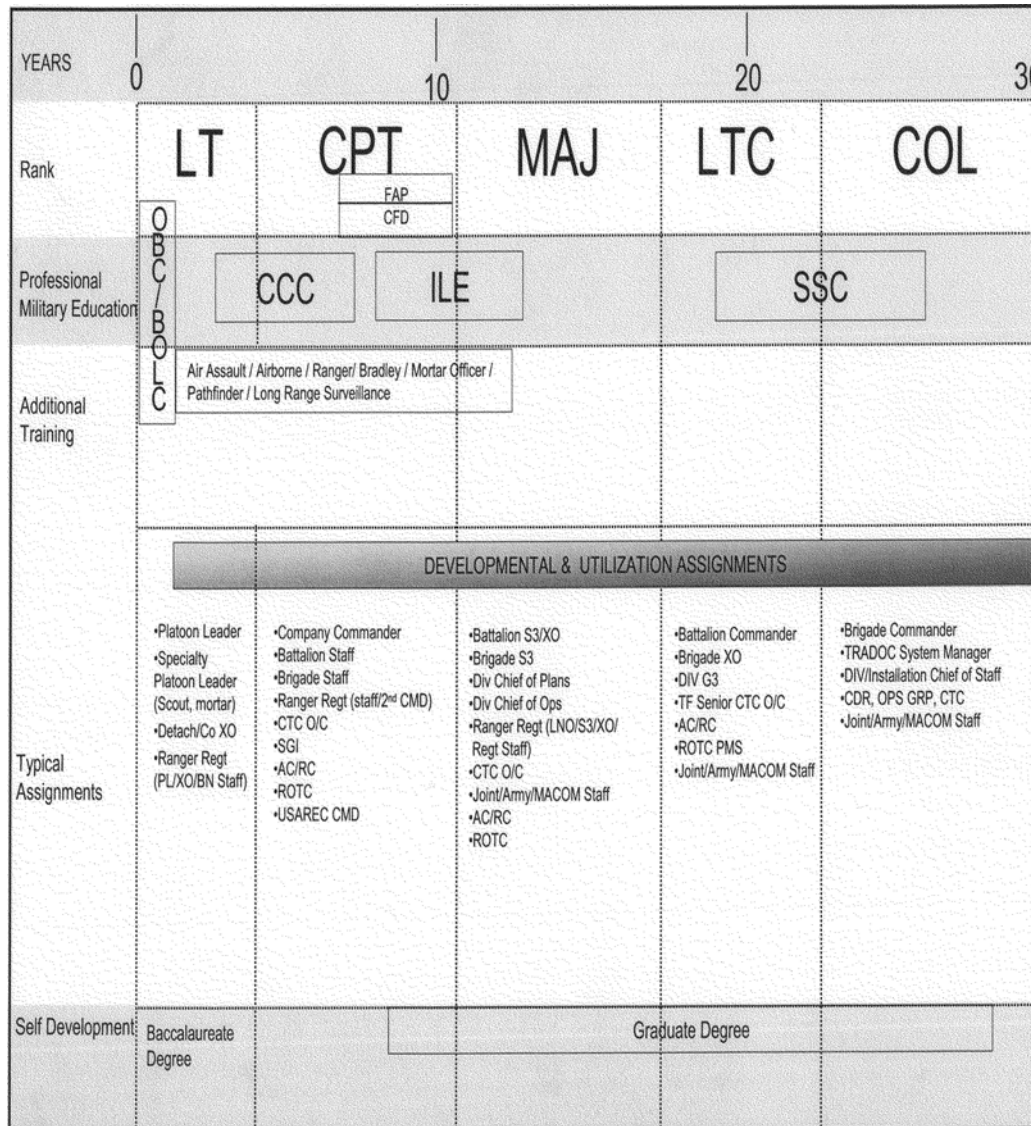 YEARS
0
10
20
30
Rank
LT
CPT
MAJ
LTC
COL
FAP
CFD
OBC/BOLC
Professional
Military Education
CCC
ILE
SSC
Additional
Training
Air Assault / Airborne / Ranger/ Bradley / Mortar Officer /
Pathfinder / Long Range Surveillance
DEVELOPMENTAL & UTILIZATION ASSIGNMENTS
Typical
Assignments
•Platoon Leader
•Specialty
Platoon Leader
(Scout, mortar)
•Detach/Co XO
•Ranger Regt
(PL/XO/BN Staff)
•Company Commander
•Battalion Staff
•Brigade Staff
•Ranger Regt (staff/2nd CMD)
•CTC O/C
•SGI
•AC/RC
•ROTC
•USAREC CMD
•Battalion S3/XO
•Brigade S3
•Div Chief of Plans
•Div Chief of Ops
•Ranger Regt (LNO/S3/XO/
Regt Staff)
•CTC O/C
•Joint/Army/MACOM Staff
•AC/RC
•ROTC
•Battalion Commander
•Brigade XO
•DIV G3
•TF Senior CTC O/C
•AC/RC
•ROTC PMS
•Joint/Army/MACOM Staff
•Brigade Commander
•TRADOC System Manager
•DIV/Installation Chief of Staff
•CDR, OPS GRP, CTC
•Joint/Army/MACOM Staff
Self Development
Baccalaureate
Degree
Graduate Degree